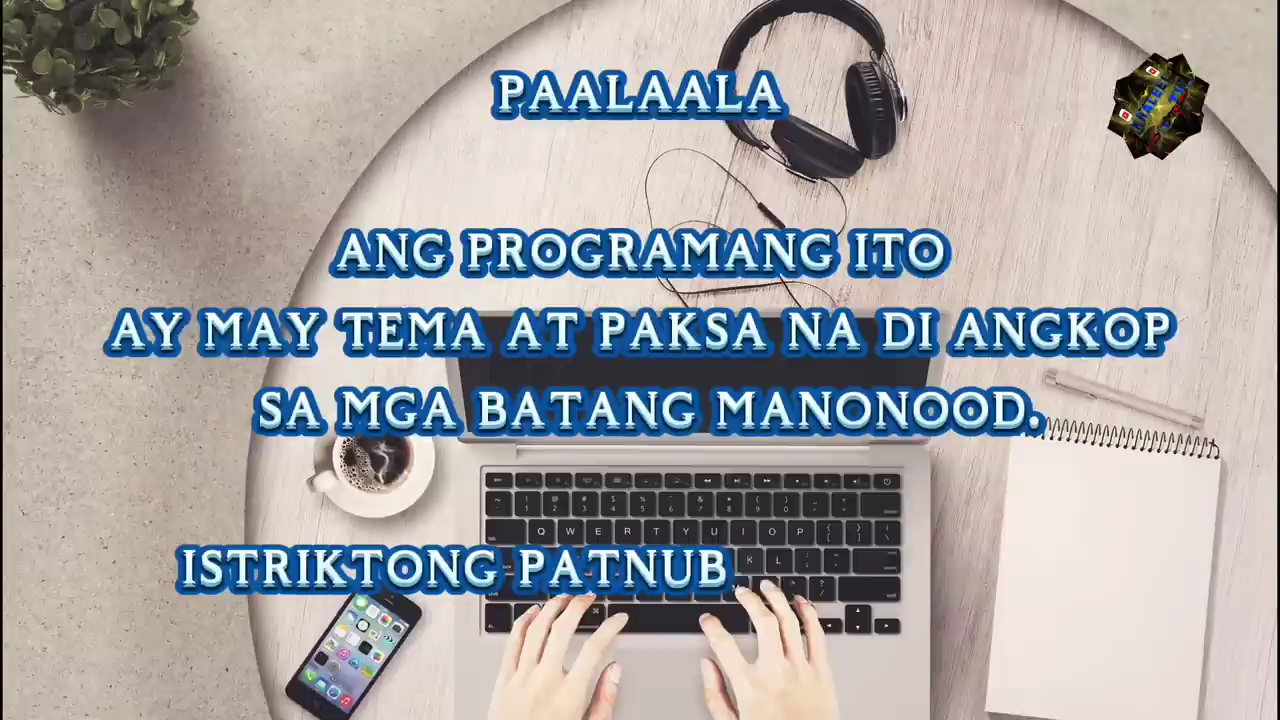 PAALAALA
ANG PROGRAMANG ITO
AY MAY TEMA AT PAKSA NA DI ANGKOP
SA MGA BATANG MANONOOD.
ISTRIKTONG PATNUB